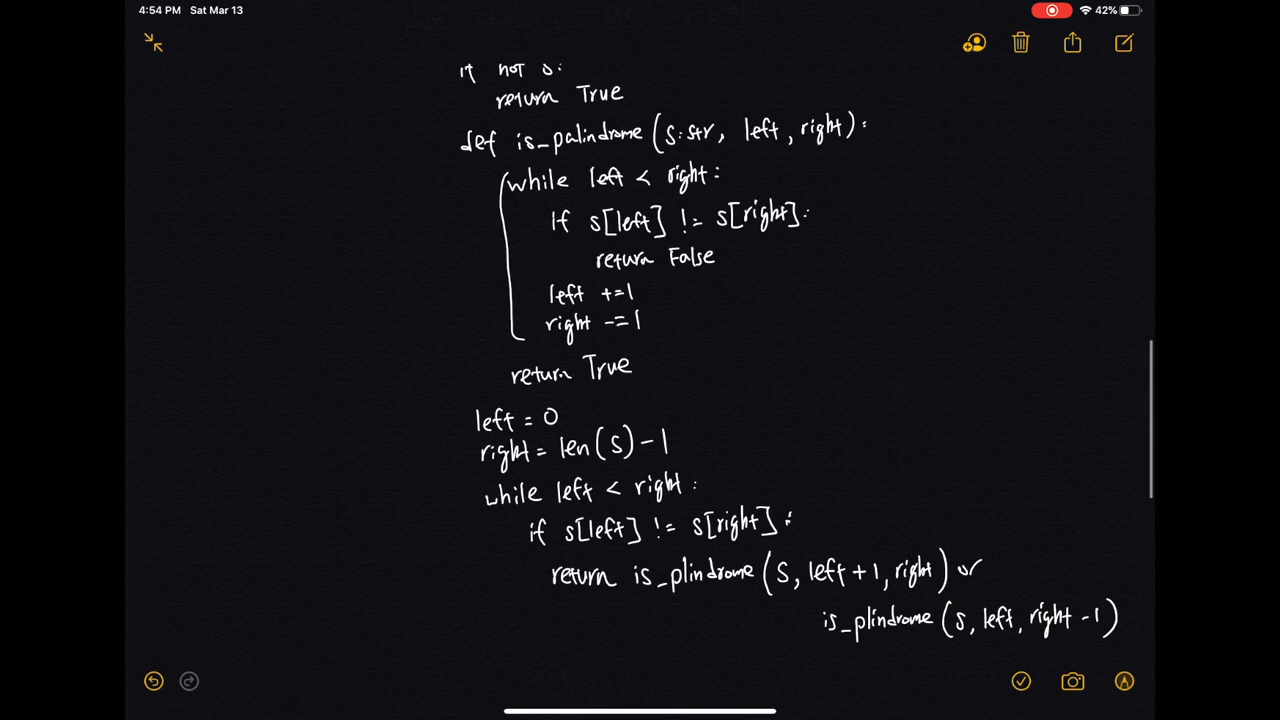 4:54 PM Sat Mar 13
42%
if not s:
return True
def is_palindrome (s:str, left, right):
while left < right:
If s[left] != s[right]:
return False
left +=1
right -=1
return True
left = 0
right = len(s) -1
while left < right:
if s[left] != s[right]:
return is_plindrome (s, left +1, right) or
is_plindrome (s, left, right -1)